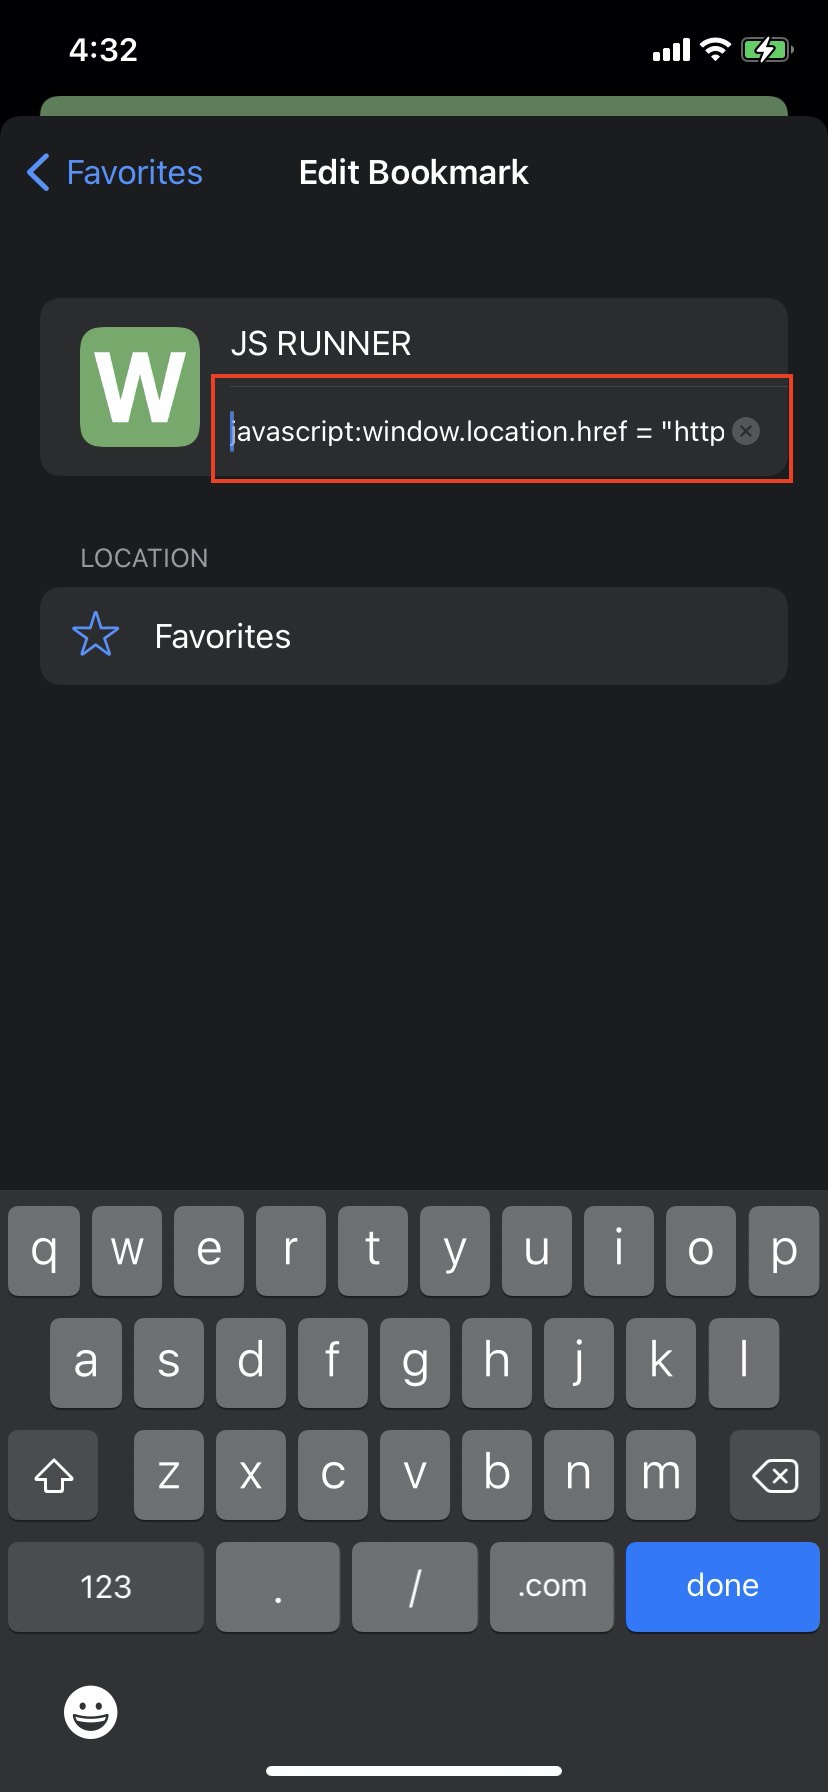 4:32
Favorites
Edit Bookmark
W
JS RUNNER
javascript:window.location.href = "http
LOCATION
Favorites
q w e r t y u i o p
a s d f g h j k l
z x c v b n m
123 . / .com done